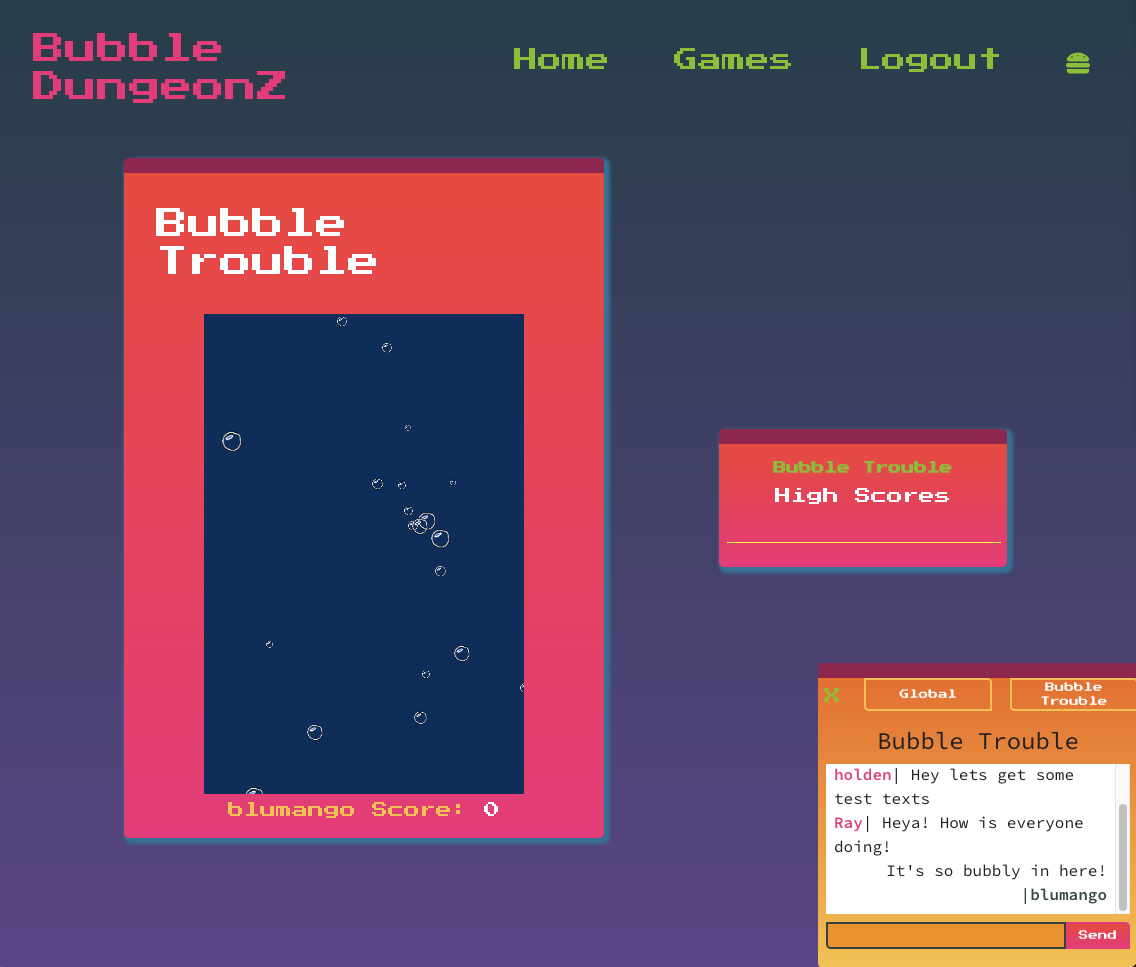 Bubble
DungeonZ
Home
Games
Logout
Bubble
Trouble
blumango Score: 0
Bubble Trouble
High Scores
X
Global
Bubble
Trouble
Bubble Trouble
holden| Hey lets get some
test texts
Ray| Heya! How is everyone
doing!
It's so bubbly in here!
|blumango
Send